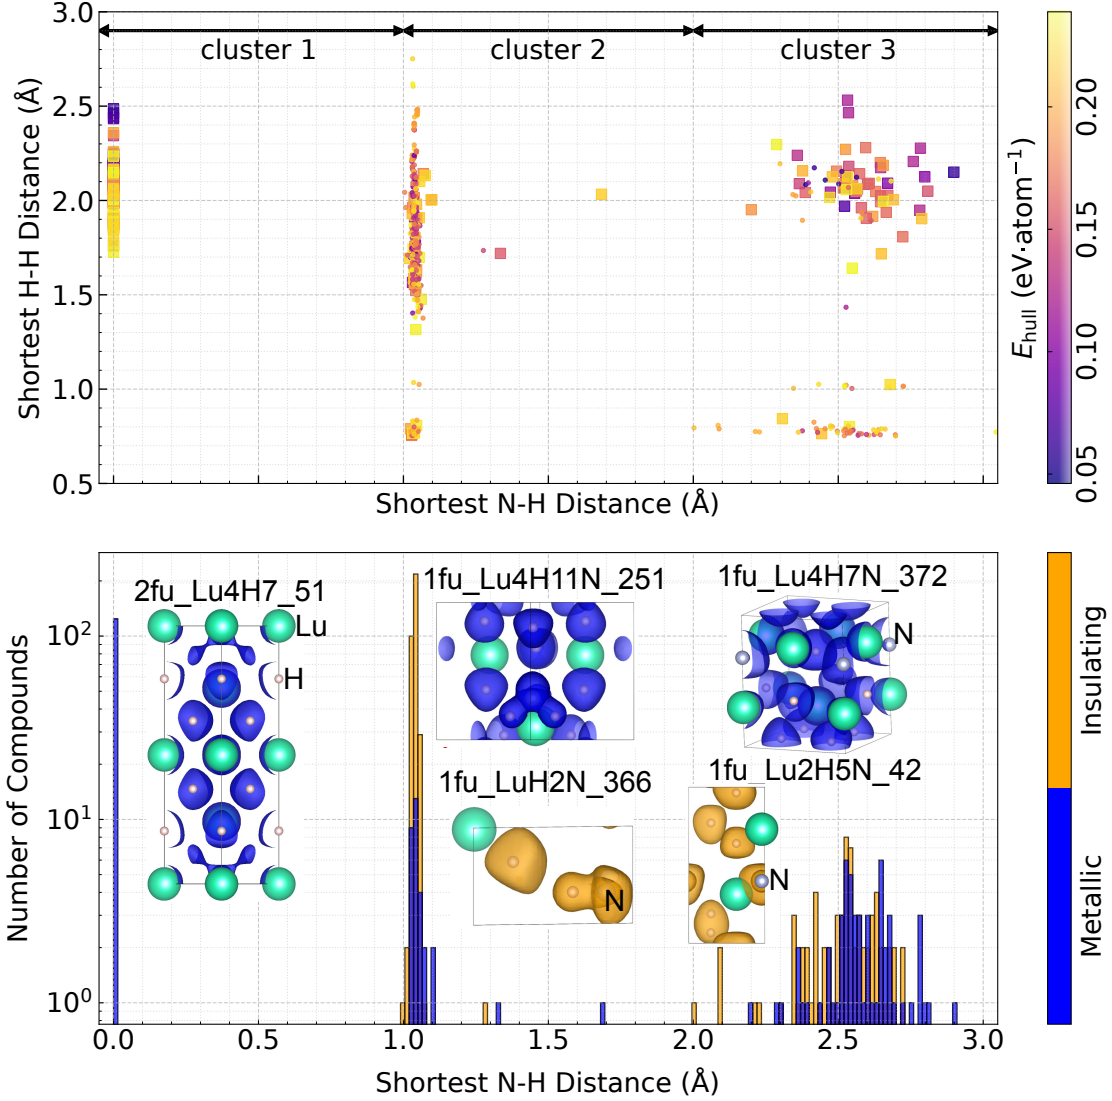 3.0
2.5
2.0
1.5
1.0
0.5
Shortest H-H Distance (Å)
cluster 1
cluster 2
cluster 3
Shortest N-H Distance (Å)
0.20
0.15
0.10
0.05
E_hull (eV·atom⁻¹)
10²
10¹
10⁰
Number of Compounds
2fu_Lu4H7_51
Lu
H
1fu_Lu4H11N_251
1fu_Lu4H7N_372
N
1fu_LuH2N_366
N
1fu_Lu2H5N_42
N
0.0
0.5
1.0
1.5
2.0
2.5
3.0
Shortest N-H Distance (Å)
Insulating
Metallic